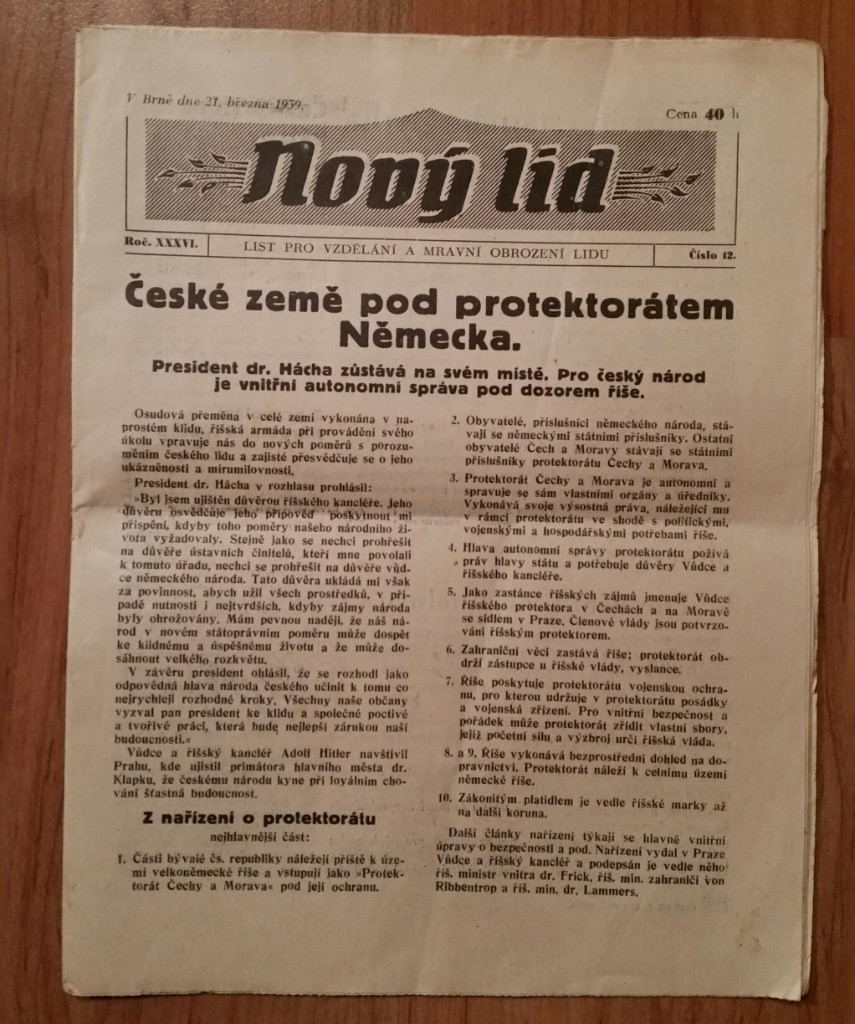 V Brně dne 21. března 1939.
Cena 40 h
Nový lid
Roč. XXXVI.
LIST PRO VZDĚLÁNÍ A MRAVNÍ OBROZENÍ LIDU
Číslo 12.
České země pod protektorátem
Německa.
President dr. Hácha zůstává na svém místě. Pro český národ
je vnitřní autonomní správa pod dozorem říše.
Osudová přeměna v celé zemi vykonána v na-
prostém klidu, říšská armáda při provádění svého
úkolu vpravuje nás do nových poměrů s porozu-
měním českého lidu a zajisté přesvědčuje se o jeho
ukázněnosti a mírumilovnosti.
President dr. Hácha v rozhlasu prohlásil:
»Byl jsem ujištěn důvěrou říšského kancléře. Jeho
důvěru osvědčuje jeho přípověď poskytnout mi
přispění, kdyby toho poměry našeho národního ži-
vota vyžadovaly. Stejně jako se nechci prohřešit
na důvěře ústavních činitelů, kteří mne povolali
k tomuto úřadu, nechci se prohřešit na důvěře vůd-
ce německého národa. Tato důvěra ukládá mi však
za povinnost, abych užil všech prostředků, v pří-
padě nutnosti i nejtvrdších, kdyby zájmy národa
byly ohrožovány. Mám pevnou naději, že náš ná-
rod v novém státoprávním poměru může dospět
ke klidnému a úspěšnému životu a že může do-
sáhnout velkého rozkvětu.
V závěru president ohlásil, že se rozhodl jako
odpovědná hlava národa českého učinit k tomu co
nejrychleji rozhodné kroky. Všechny naše občany
vyzval pan president ke klidu a společné poctivé
a tvořivé práci, která bude nejlepší zárukou naší
budoucnosti.«
Vůdce a říšský kancléř Adolf Hitler navštívil
Prahu, kde ujistil primátora hlavního města dr.
Klapku, že českému národu kyne při loyálním cho-
vání šťastná budoucnost.
Z nařízení o protektorátu
nejhlavnější část:
1. Části bývalé čs. republiky náležejí příště k úze-
mí velkoněmecké říše a vstupují jako »Protek-
torát Čechy a Morava« pod její ochranu.
2. Obyvatelé, příslušníci německého národa, stá-
vají se německými státními příslušníky. Ostatní
obyvatelé Čech a Moravy stávají se státními
příslušníky protektorátu Čechy a Morava.
3. Protektorát Čechy a Morava je autonomní a
spravuje se sám vlastními orgány a úředníky.
Vykonává svoje výsostná práva, náležející mu
v rámci protektorátu ve shodě s politickými,
vojenskými a hospodářskými potřebami říše.
4. Hlava autonomní správy protektorátu požívá
práv hlavy státu a potřebuje důvěry Vůdce a
říšského kancléře.
5. Jako zastánce říšských zájmů jmenuje Vůdce
říšského protektora v Čechách a na Moravě
se sídlem v Praze. Členové vlády jsou potvrzo-
váni říšským protektorem.
6. Zahraniční věci zastává říše; protektorát ob-
drží zástupce u říšské vlády, vyslance.
7. Říše poskytuje protektorátu vojenskou ochra-
nu, pro kterou udržuje v protektorátu posádky
a vojenská zřízení. Pro vnitřní bezpečnost a
pořádek může protektorát zřídit vlastní sbory,
jejíž početní sílu a výzbroj určí říšská vláda.
8. a 9. Říše vykonává bezprostřední dohled na do-
pravnictví. Protektorát náleží k celnímu území
německé říše.
10. Zákonitým platidlem je vedle říšské marky až
na další koruna.
Další články nařízení týkají se hlavně vnitřní
úpravy o bezpečnosti a pod. Nařízení vydal v Praze
Vůdce a říšský kancléř a podepsán je vedle něho
říš. ministr vnitra dr. Frick, říš. min. zahraničí von
Ribbentrop a říš. min. dr. Lammers.